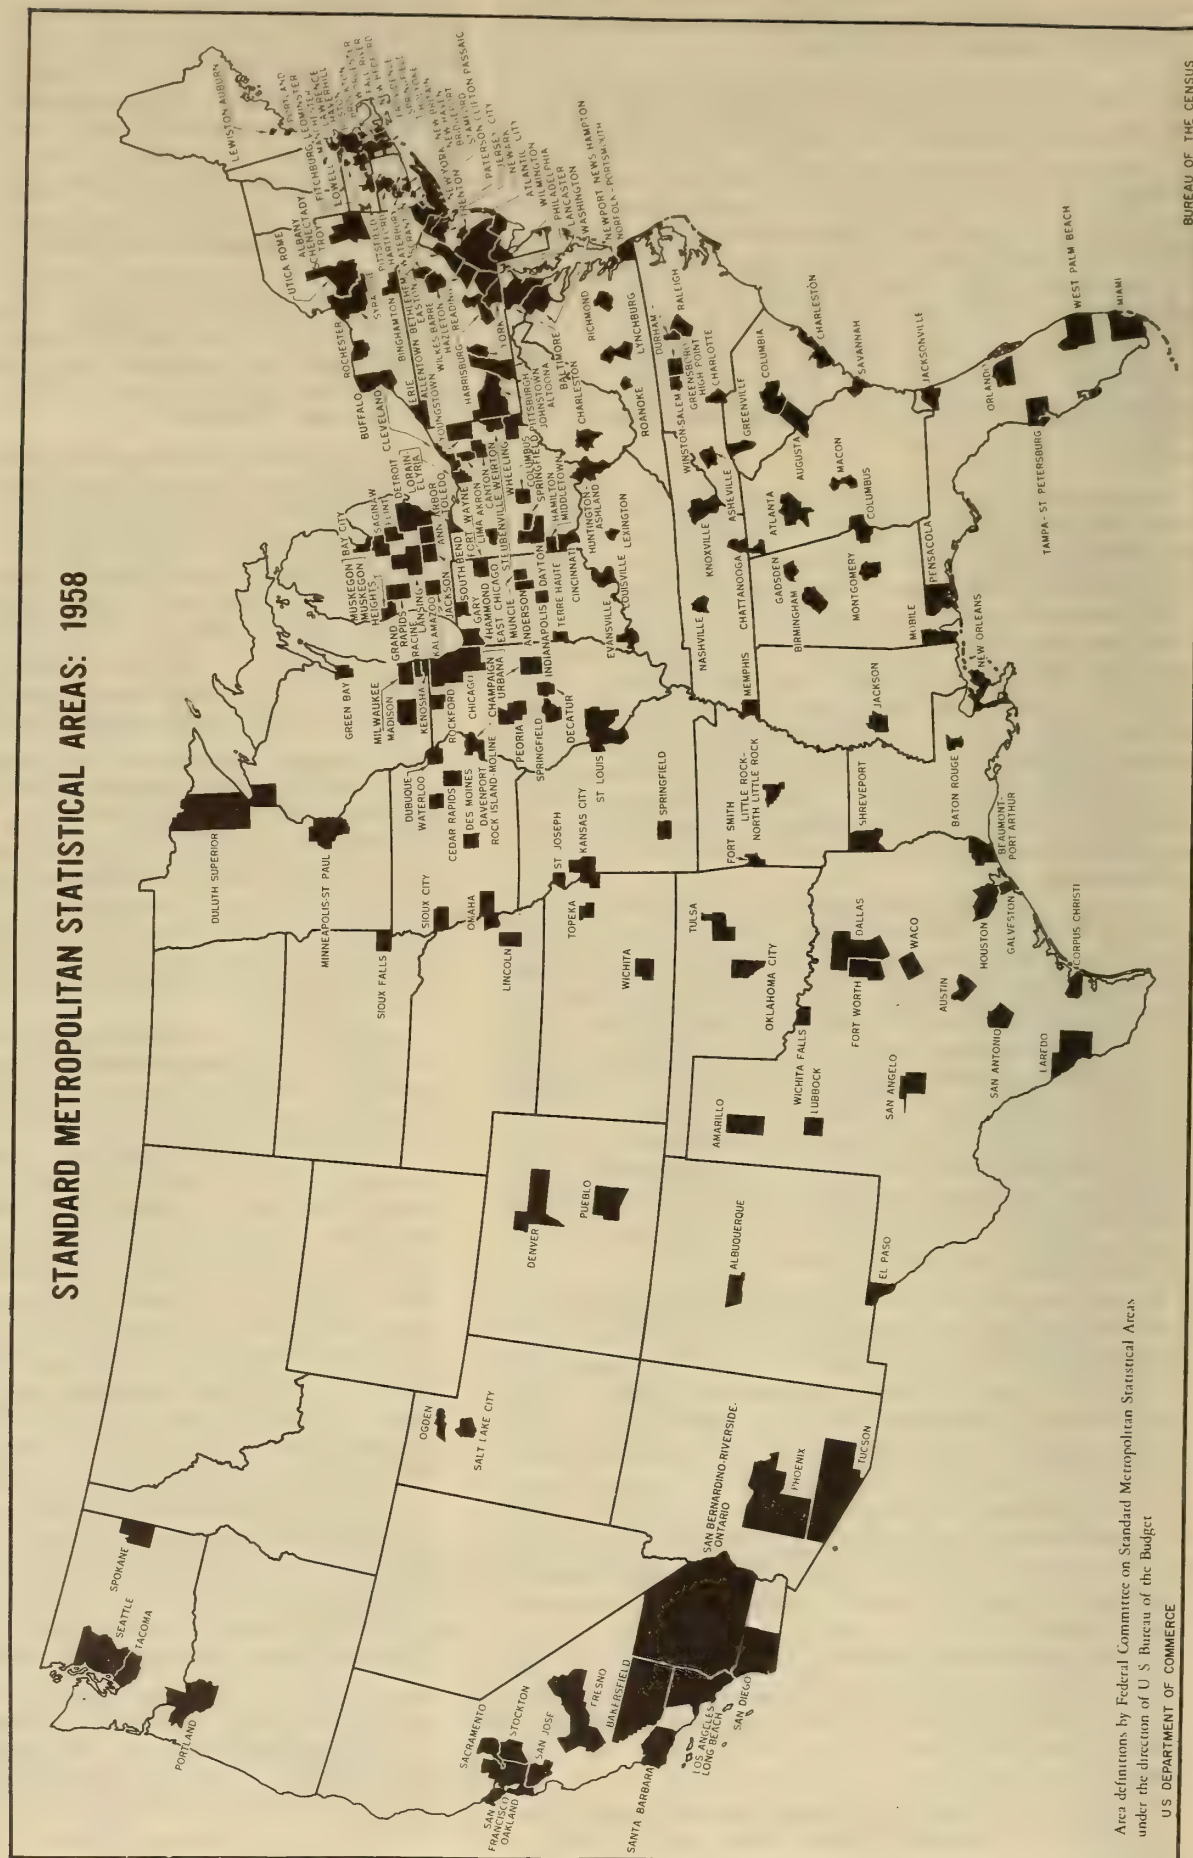 STANDARD METROPOLITAN STATISTICAL AREAS: 1958
SEATTLE
TACOMA
SPOKANE
PORTLAND
SACRAMENTO
STOCKTON
SAN FRANCISCO
OAKLAND
SAN JOSE
FRESNO
BAKERSFIELD
SANTA BARBARA
LOS ANGELES
LONG BEACH
SAN DIEGO
SAN BERNARDINO-RIVERSIDE-
ONTARIO
PHOENIX
TUCSON
OGDEN
SALT LAKE CITY
DENVER
PUEBLO
ALBUQUERQUE
EL PASO
AMARILLO
LUBBOCK
WICHITA FALLS
SAN ANGELO
FORT WORTH
DALLAS
WACO
AUSTIN
SAN ANTONIO
LAREDO
HOUSTON
GALVESTON
CORPUS CHRISTI
BEAUMONT-
PORT ARTHUR
OKLAHOMA CITY
TULSA
WICHITA
TOPEKA
LINCOLN
OMAHA
SIOUX CITY
SIOUX FALLS
MINNEAPOLIS-ST PAUL
DULUTH SUPERIOR
ST JOSEPH
KANSAS CITY
SPRINGFIELD
ST LOUIS
FORT SMITH
LITTLE ROCK-
NORTH LITTLE ROCK
SHREVEPORT
BATON ROUGE
NEW ORLEANS
JACKSON
MEMPHIS
DUBUQUE
WATERLOO
CEDAR RAPIDS
DES MOINES
DAVENPORT
ROCK ISLAND-MOLINE
GREEN BAY
MILWAUKEE
MADISON
KENOSHA
RACINE
ROCKFORD
CHICAGO
CHAMPAIGN
URBANA
PEORIA
SPRINGFIELD
DECATUR
MUSKEGON
MUSKEGON
HEIGHTS
GRAND
RAPIDS
LANSING
KALAMAZOO
JACKSON
BAY CITY
SAGINAW
FLINT
DETROIT
ANN ARBOR
TOLEDO
LORAIN
ELYRIA
SOUTH BEND
FORT WAYNE
GARY
HAMMOND
EAST CHICAGO
MUNCIE
ANDERSON
INDIANAPOLIS
TERRE HAUTE
EVANSVILLE
LOUISVILLE
LEXINGTON
LIMA
AKRON
CANTON
STEUBENVILLE WEIRTON
WHEELING
COLUMBUS
SPRINGFIELD
DAYTON
HAMILTON
MIDDLETOWN
CINCINNATI
HUNTINGTON-
ASHLAND
CHARLESTON
CLEVELAND
YOUNGSTOWN
ERIE
PITTSBURGH
JOHNSTOWN
ALTOONA
BALTIMORE
BUFFALO
ROCHESTER
BINGHAMTON
UTICA ROME
ALBANY
SCHENECTADY
TROY
PITTSFIELD
ALLENTOWN BETHLEHEM
EASTON
WILKES BARRE
HAZLETON
HARRISBURG
READING
YORK
WATERBURY
LEWISTON AUBURN
PORTLAND
FITCHBURG, LEOMINSTER
LAWRENCE
HAVERHILL
LOWELL
BRIDGEPORT
STAMFORD
PATERSON CLIFTON PASSAIC
JERSEY CITY
NEWARK
TRENTON
ATLANTIC CITY
WILMINGTON
PHILADELPHIA
LANCASTER
WASHINGTON
NEWPORT NEWS HAMPTON
NORFOLK-PORTSMOUTH
RICHMOND
LYNCHBURG
ROANOKE
RALEIGH
DURHAM
WINSTON-SALEM
GREENSBORO
HIGH POINT
CHARLOTTE
ASHEVILLE
GREENVILLE
COLUMBIA
CHARLESTON
SAVANNAH
AUGUSTA
MACON
COLUMBUS
ATLANTA
KNOXVILLE
CHATTANOOGA
NASHVILLE
GADSDEN
BIRMINGHAM
MONTGOMERY
MOBILE
PENSACOLA
JACKSONVILLE
ORLANDO
TAMPA-ST PETERSBURG
WEST PALM BEACH
MIAMI
Area definitions by Federal Committee on Standard Metropolitan Statistical Areas
under the direction of U S Bureau of the Budget
US DEPARTMENT OF COMMERCE
BUREAU OF THE CENSUS